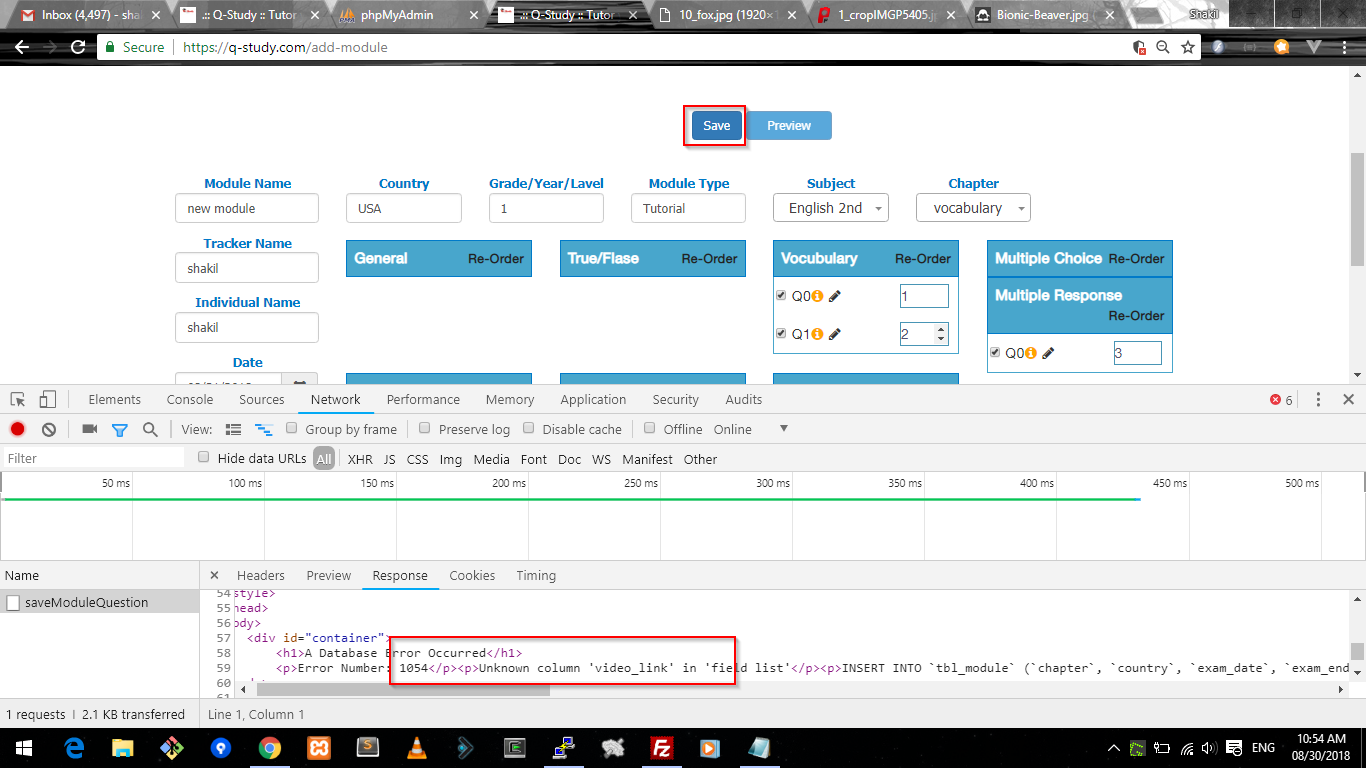 Inbox (4,497) - sha
.:: Q-Study :: Tutor
phpMyAdmin
.:: Q-Study :: Tutor
10_fox.jpg (1920×
1_cropIMGP5405.j
Bionic-Beaver.jpg (
Shakil
Secure
https://q-study.com/add-module
Save
Preview
Module Name
Country
Grade/Year/Lavel
Module Type
Subject
Chapter
new module
USA
1
Tutorial
English 2nd
vocabulary
Tracker Name
shakil
General
Re-Order
True/Flase
Re-Order
Vocubulary
Re-Order
Multiple Choice
Re-Order
Q0
1
Multiple Response
Re-Order
Individual Name
shakil
Q1
2
Q0
3
Date
Elements
Console
Sources
Network
Performance
Memory
Application
Security
Audits
6
View:
Group by frame
Preserve log
Disable cache
Offline
Online
Filter
Hide data URLs
All
XHR
JS
CSS
Img
Media
Font
Doc
WS
Manifest
Other
50 ms
100 ms
150 ms
200 ms
250 ms
300 ms
350 ms
400 ms
450 ms
500 ms
Name
Headers
Preview
Response
Cookies
Timing
saveModuleQuestion
54 style>
55 head>
56 body>
57 <div id="container">
58 <h1>A Database Error Occurred</h1>
59 <p>Error Number: 1054</p><p>Unknown column 'video_link' in 'field list'</p><p>INSERT INTO `tbl_module` (`chapter`, `country`, `exam_date`, `exam_end
60
61
1 requests | 2.1 KB transferred
Line 1, Column 1
ENG
10:54 AM
08/30/2018